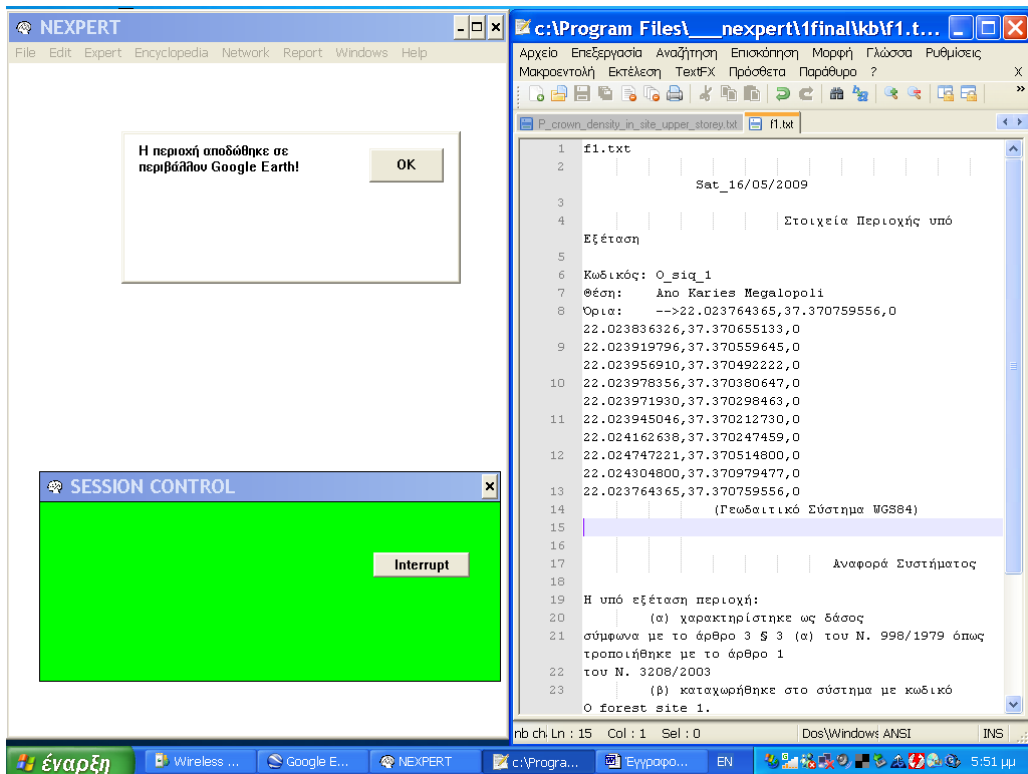 NEXPERT
File Edit Expert Encyclopedia Network Report Windows Help
Η περιοχή αποδώθηκε σε
περιβάλλον Google Earth!
OK
SESSION CONTROL
Interrupt
c:\Program Files\___nexpert\1final\kb\f1.t...
Αρχείο Επεξεργασία Αναζήτηση Επισκόπηση Μορφή Γλώσσα Ρυθμίσεις
Μακροεντολή Εκτέλεση TextFX Πρόσθετα Παράθυρο ? X
P_crown_density_in_site_upper_storey.txt f1.txt
1 f1.txt
2
Sat_16/05/2009
3
4 Στοιχεία Περιοχής υπό
Εξέταση
5
6 Κωδικός: O_siq_1
7 Θέση: Ano Karies Megalopoli
8 Όρια: -->22.023764365,37.370759556,0
22.023836326,37.370655133,0
9 22.023919796,37.370559645,0
22.023956910,37.370492222,0
10 22.023978356,37.370380647,0
22.023971930,37.370298463,0
11 22.023945046,37.370212730,0
22.024162638,37.370247459,0
12 22.024747221,37.370514800,0
22.024304800,37.370979477,0
13 22.023764365,37.370759556,0
14 (Γεωδαιτικό Σύστημα WGS84)
15
16
17 Αναφορά Συστήματος
18
19 Η υπό εξέταση περιοχή:
20 (α) χαρακτηρίστηκε ως δάσος
21 σύμφωνα με το άρθρο 3 § 3 (α) του Ν. 998/1979 όπως
τροποιήθηκε με το άρθρο 1
22 του Ν. 3208/2003
23 (β) καταχωρήθηκε στο σύστημα με κωδικό
O_forest_site_1.
nb ch Ln : 15 Col : 1 Sel : 0 Dos\Windows ANSI INS
έναρξη Wireless ... Google E... NEXPERT c:\Progra... Έγγραφο... EN 5:51 μμ